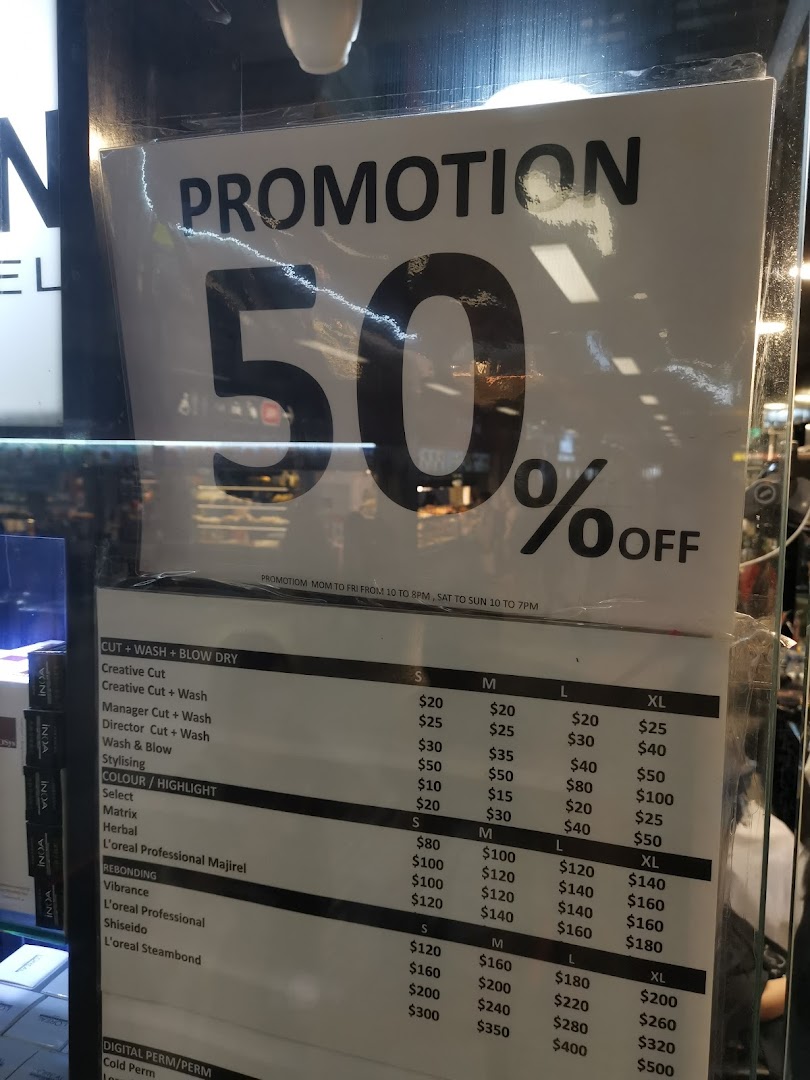 N
EL
PROMOTION
50%OFF
PROMOTIOM MOM TO FRI FROM 10 TO 8PM , SAT TO SUN 10 TO 7PM
CUT + WASH + BLOW DRY S M L XL
Creative Cut $20 $20 $20 $25
Creative Cut + Wash $25 $25 $30 $40
Manager Cut + Wash $30 $35 $40 $50
Director Cut + Wash $50 $50 $80 $100
Wash & Blow $10 $15 $20 $25
Stylising $20 $30 $40 $50
COLOUR / HIGHLIGHT S M L XL
Select $80 $100 $120 $140
Matrix $100 $120 $140 $160
Herbal $100 $120 $140 $160
L'oreal Professional Majirel $120 $140 $160 $180
REBONDING S M L XL
Vibrance $120 $160 $180 $200
L'oreal Professional $160 $200 $220 $260
Shiseido $200 $240 $280 $320
L'oreal Steambond $300 $350 $400 $500
DIGITAL PERM/PERM
Cold Perm
INOA
INOA
INOA
INOA
INOA